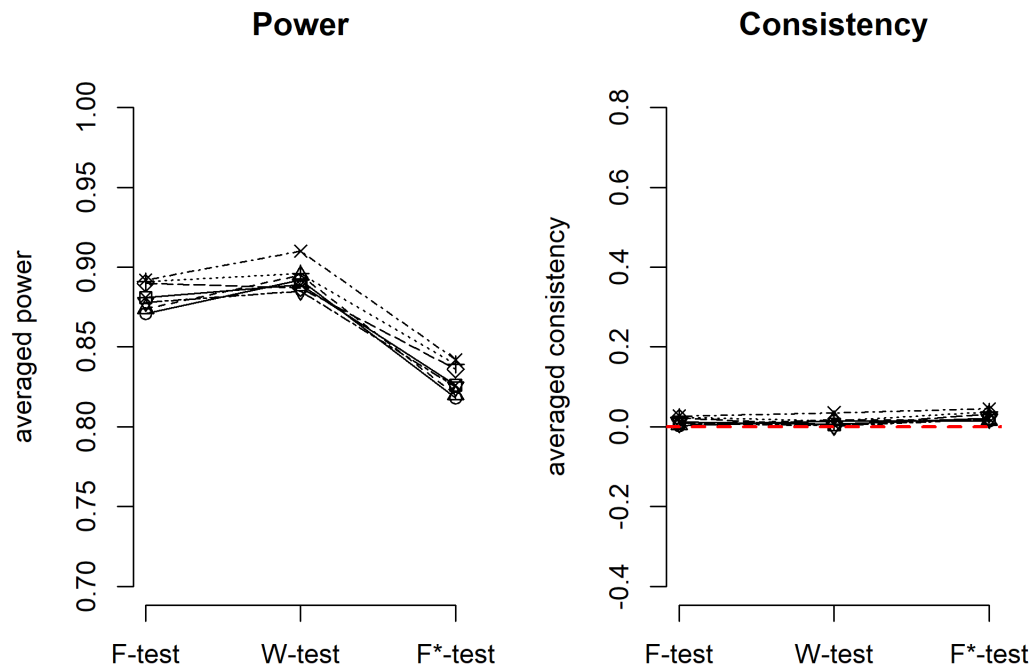 Power
averaged power
1.00
0.95
0.90
0.85
0.80
0.75
0.70
F-test W-test F*-test
Consistency
averaged consistency
0.8
0.6
0.4
0.2
0.0
-0.2
-0.4
F-test W-test F*-test